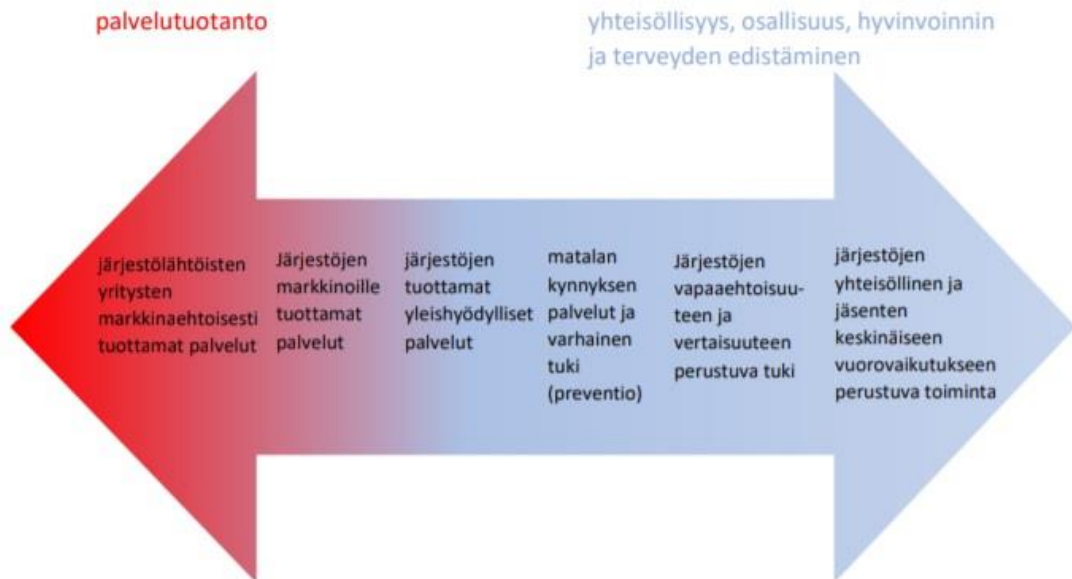 palvelutuotanto
yhteisöllisyys, osallisuus, hyvinvoinnin
ja terveyden edistäminen
järjestölähtöisten
yritysten
markkinaehtoisesti
tuottamat palvelut
Järjestöjen
markkinoille
tuottamat
palvelut
järjestöjen
tuottamat
yleishyödylliset
palvelut
matalan
kynnyksen
palvelut ja
varhainen
tuki
(preventio)
Järjestöjen
vapaaehtoisuu-
teen ja
vertaisuuteen
perustuva tuki
järjestöjen
yhteisöllinen ja
jäsenten
keskinäiseen
vuorovaikutukseen
perustuva toiminta